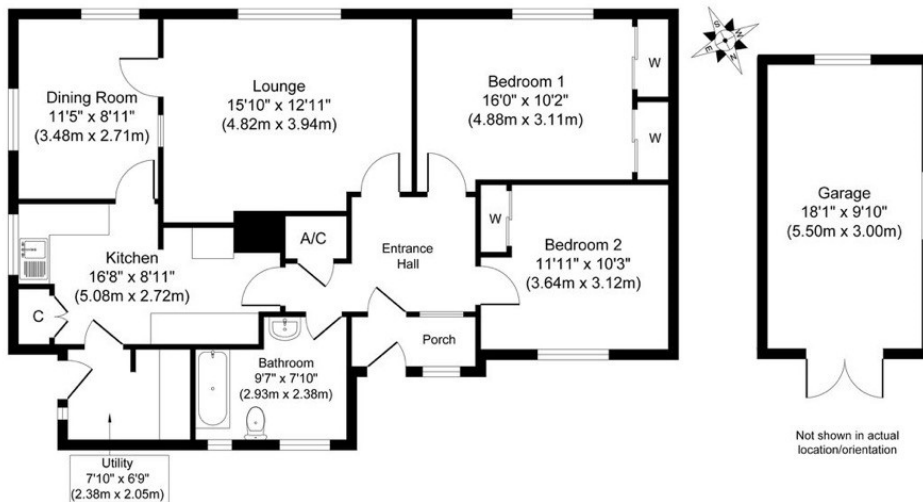 Dining Room
11'5" x 8'11"
(3.48m x 2.71m)
Lounge
15'10" x 12'11"
(4.82m x 3.94m)
Bedroom 1
16'0" x 10'2"
(4.88m x 3.11m)
W
W
S
W
E
N
Garage
18'1" x 9'10"
(5.50m x 3.00m)
Kitchen
16'8" x 8'11"
(5.08m x 2.72m)
C
A/C
Entrance
Hall
W
Bedroom 2
11'11" x 10'3"
(3.64m x 3.12m)
Porch
Bathroom
9'7" x 7'10"
(2.93m x 2.38m)
Utility
7'10" x 6'9"
(2.38m x 2.05m)
Not shown in actual
location/orientation